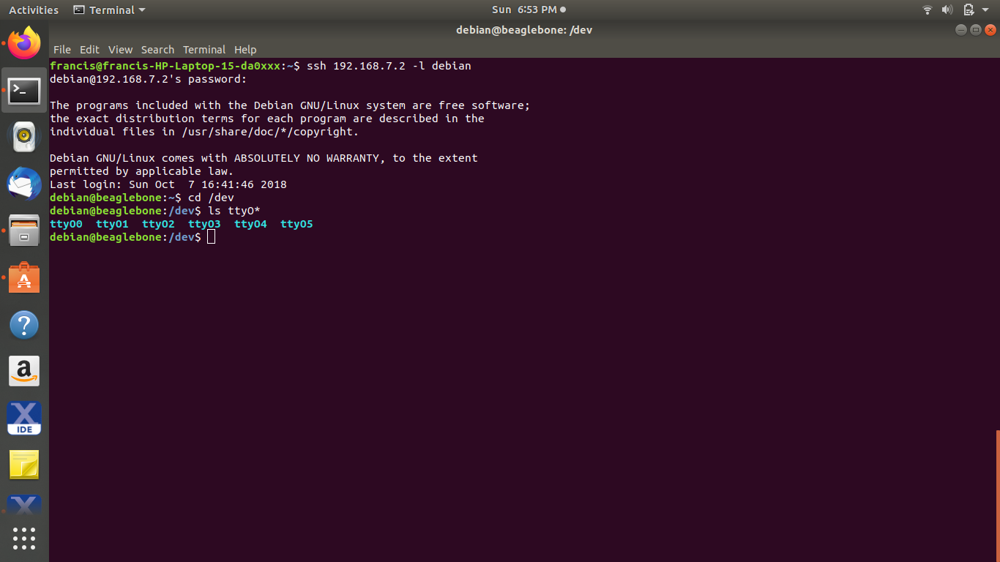 Activities Terminal Sun 6:53 PM
debian@beaglebone: /dev
File Edit View Search Terminal Help
francis@francis-HP-Laptop-15-da0xxx:~$ ssh 192.168.7.2 -l debian
debian@192.168.7.2's password:
The programs included with the Debian GNU/Linux system are free software;
the exact distribution terms for each program are described in the
individual files in /usr/share/doc/*/copyright.
Debian GNU/Linux comes with ABSOLUTELY NO WARRANTY, to the extent
permitted by applicable law.
Last login: Sun Oct  7 16:41:46 2018
debian@beaglebone:~$ cd /dev
debian@beaglebone:/dev$ ls ttyO*
ttyO0  ttyO1  ttyO2  ttyO3  ttyO4  ttyO5
debian@beaglebone:/dev$
>_
A
?
a
X
IDE
X